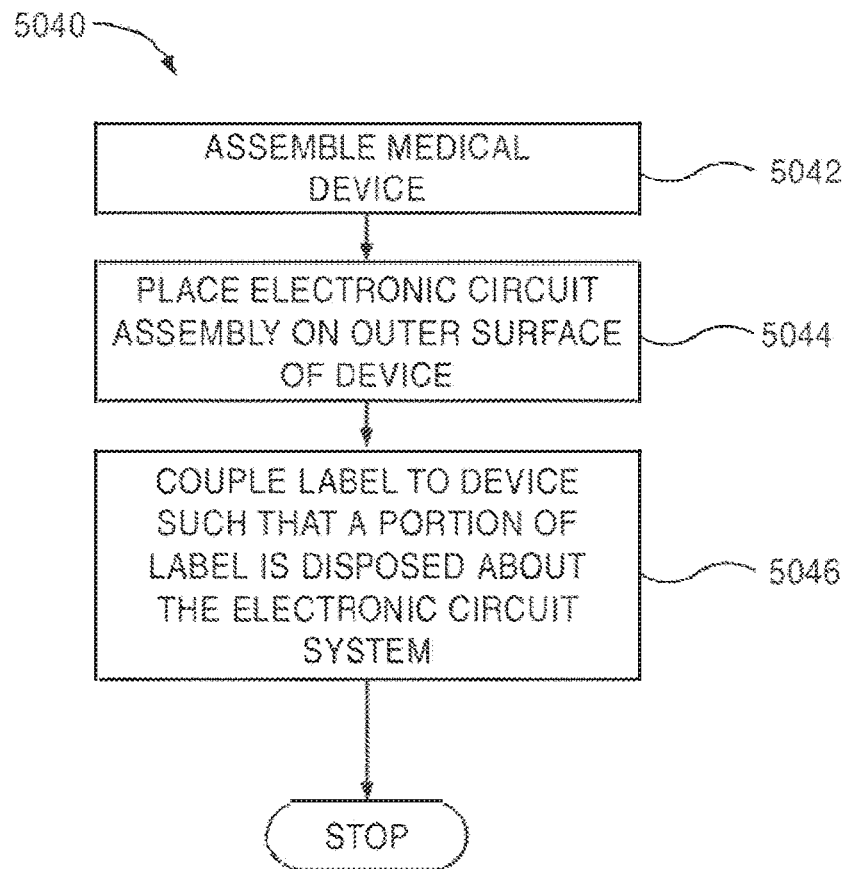 5040
ASSEMBLE MEDICAL
DEVICE
5042
PLACE ELECTRONIC CIRCUIT
ASSEMBLY ON OUTER SURFACE
OF DEVICE
5044
COUPLE LABEL TO DEVICE
SUCH THAT A PORTION OF
LABEL IS DISPOSED ABOUT
THE ELECTRONIC CIRCUIT
SYSTEM
5046
STOP